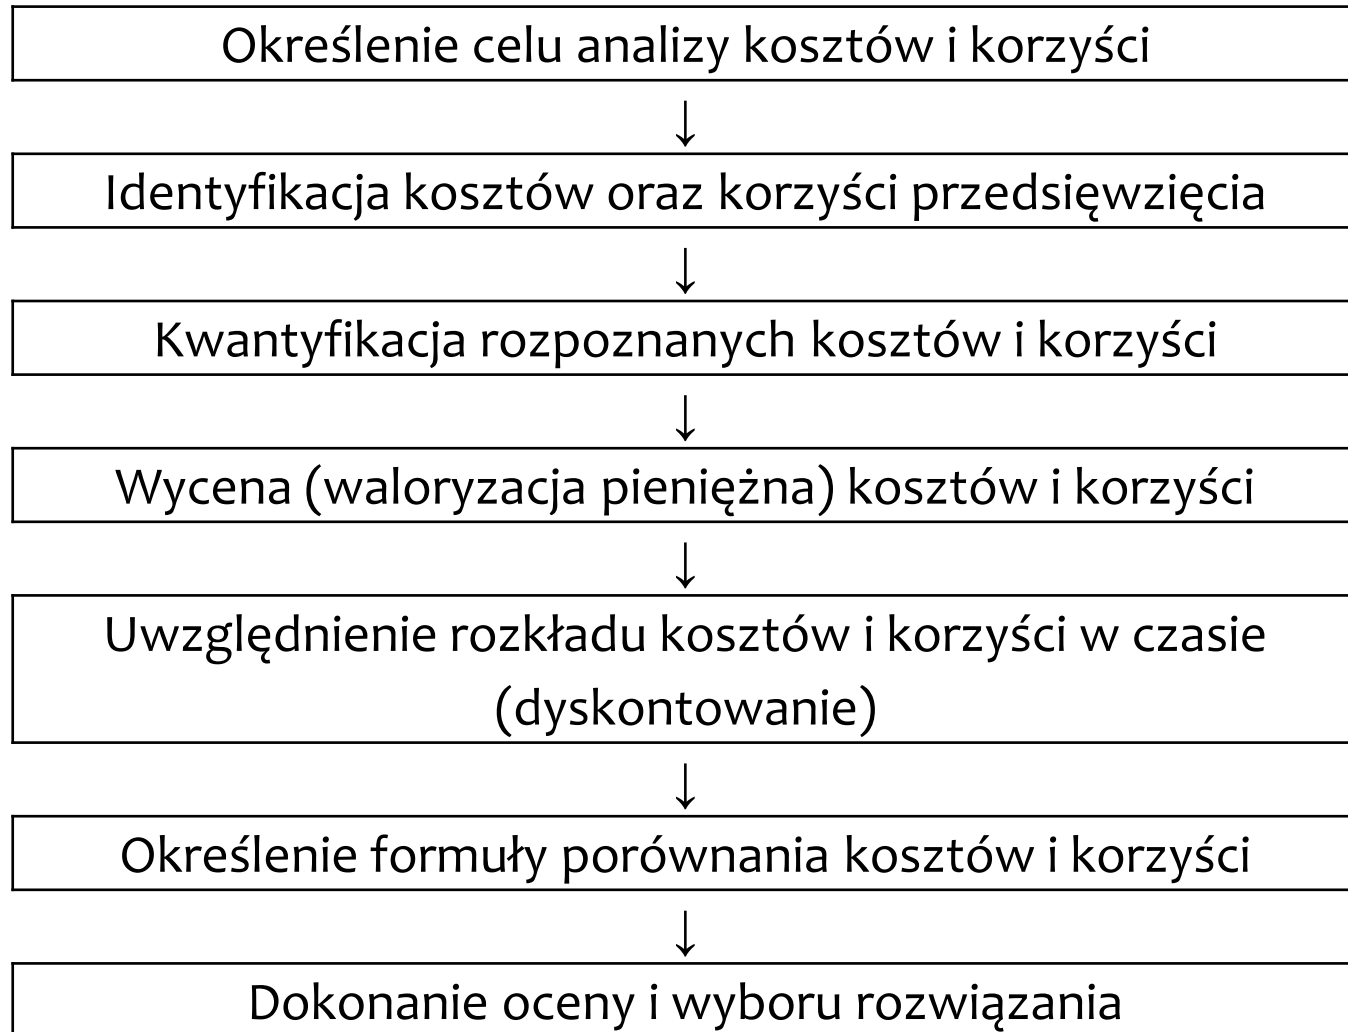 Określenie celu analizy kosztów i korzyści
↓
Identyfikacja kosztów oraz korzyści przedsięwzięcia
↓
Kwantyfikacja rozpoznanych kosztów i korzyści
↓
Wycena (waloryzacja pieniężna) kosztów i korzyści
↓
Uwzględnienie rozkładu kosztów i korzyści w czasie
(dyskontowanie)
↓
Określenie formuły porównania kosztów i korzyści
↓
Dokonanie oceny i wyboru rozwiązania